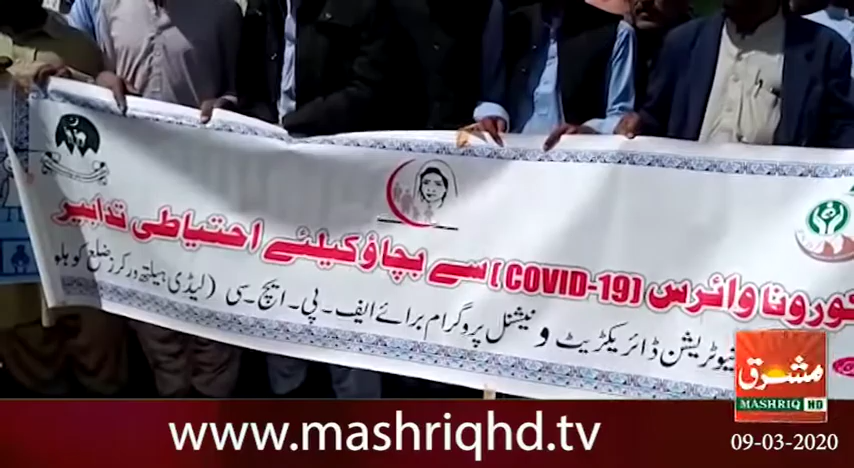 کورونا وائرس (COVID-19) سے بچاؤ کیلئے احتیاطی تدابیر
نیوٹریشن ڈائریکٹریٹ و نیشنل پروگرام برائے ایف۔پی۔ایچ۔سی (لیڈی ہیلتھ ورکرز ضلع کوہلو
مشرق
MASHRIQ HD
www.mashriqhd.tv
09-03-2020